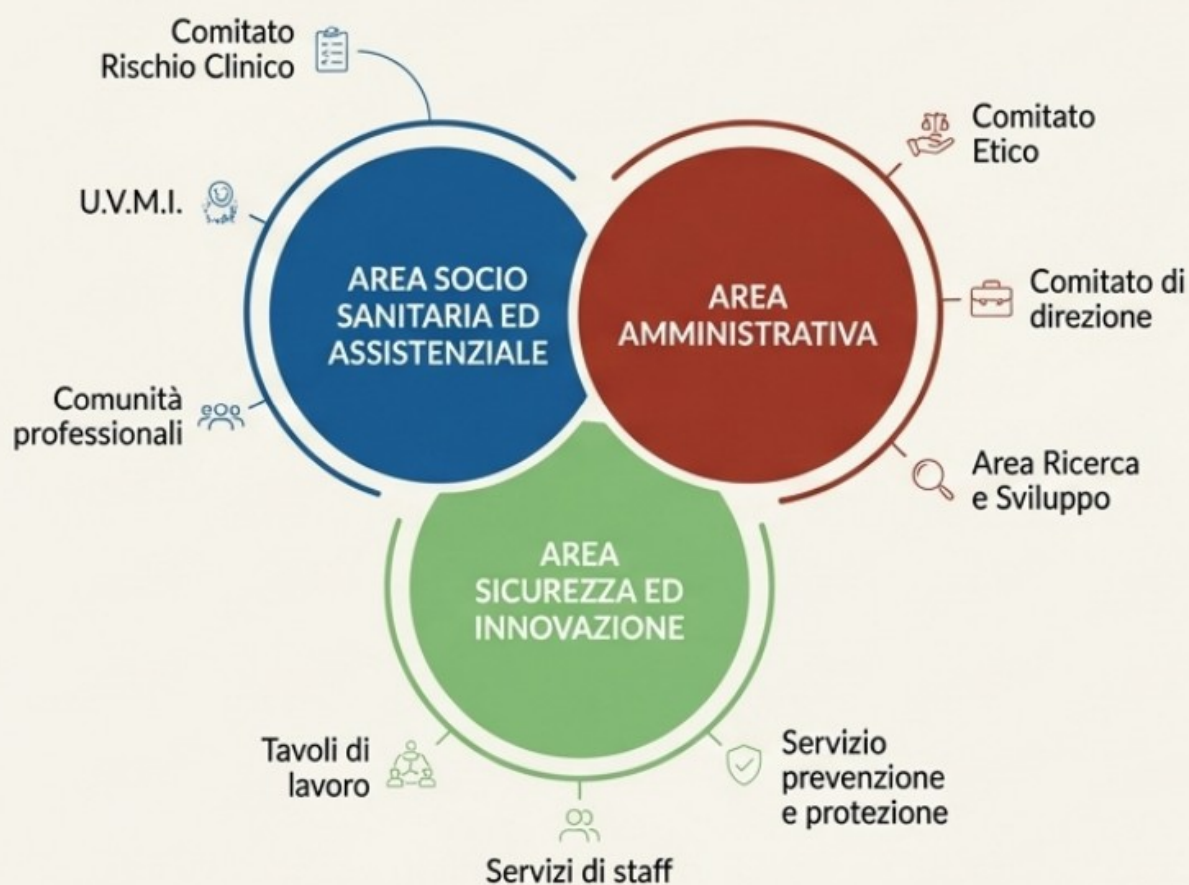 Comitato
Rischio Clinico
U.V.M.I.
Comunità
professionali
AREA SOCIO
SANITARIA ED
ASSISTENZIALE
AREA
AMMINISTRATIVA
Comitato
Etico
Comitato di
direzione
Area Ricerca
e Sviluppo
AREA
SICUREZZA ED
INNOVAZIONE
Tavoli di
lavoro
Servizi di staff
Servizio
prevenzione
e protezione